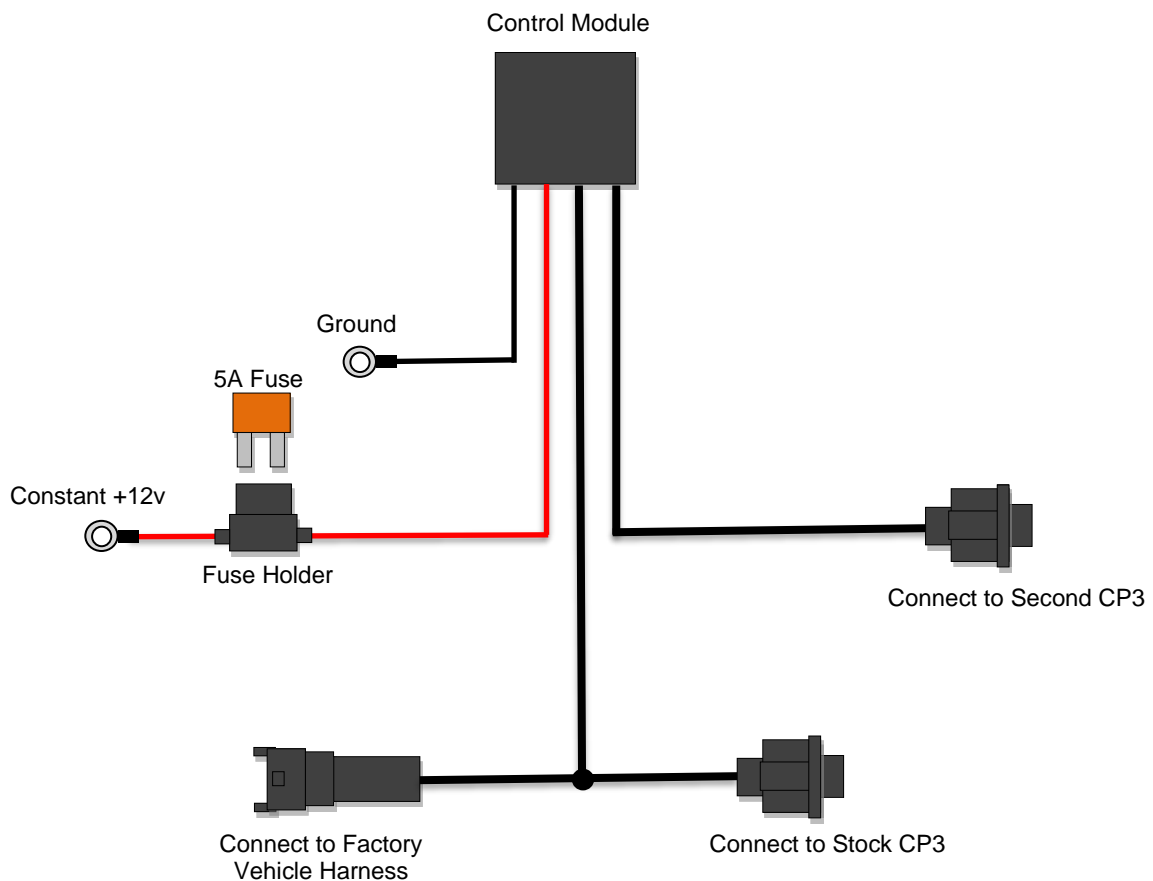 Control Module
Ground
5A Fuse
Constant +12v
Fuse Holder
Connect to Second CP3
Connect to Factory
Vehicle Harness
Connect to Stock CP3